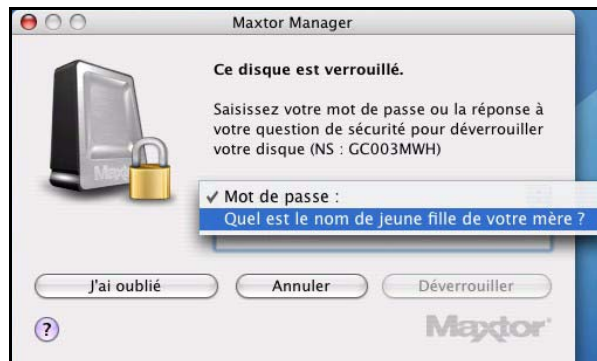 Maxtor Manager
Ce disque est verrouillé.
Saisissez votre mot de passe ou la réponse à
votre question de sécurité pour déverrouiller
votre disque (NS : GC003MWH)
Maxtor
✓ Mot de passe :
Quel est le nom de jeune fille de votre mère ?
J'ai oublié
Annuler
Déverrouiller
?
Maxtor